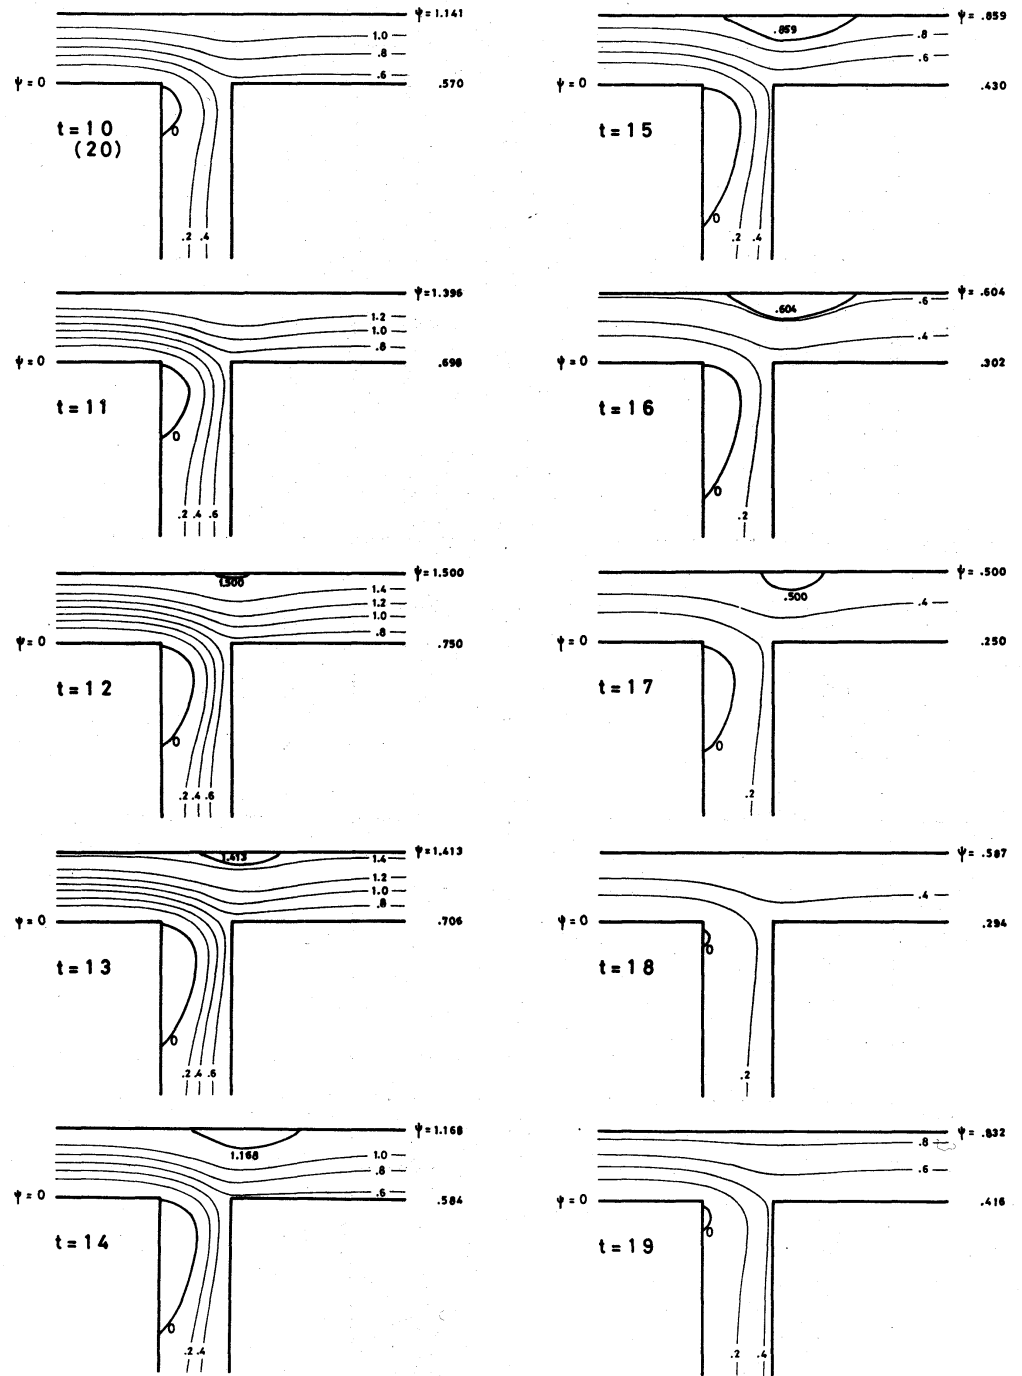 ψ=1.141
1.0
.8
.6
ψ=0
.570
t=10
(20)
0
.2 .4
ψ=1.396
1.2
1.0
.8
ψ=0
.698
t=11
0
.2 .4 .6
ψ=1.500
1.500
1.4
1.2
1.0
.8
ψ=0
.750
t=12
0
.2 .4 .6
ψ=1.413
1.413
1.4
1.2
1.0
.8
ψ=0
.706
t=13
0
.2 .4 .6
ψ=1.168
1.168
1.0
.8
.6
ψ=0
.584
t=14
0
.2 .4
ψ=.859
.859
.8
.6
ψ=0
.430
t=15
0
.2 .4
ψ=.604
.604
.6
.4
ψ=0
.302
t=16
0
.2
ψ=.500
.500
.4
ψ=0
.250
t=17
0
.2
ψ=.587
.4
ψ=0
.294
t=18
0
.2
ψ=.832
.8
.6
ψ=0
.416
t=19
0
.2 .4